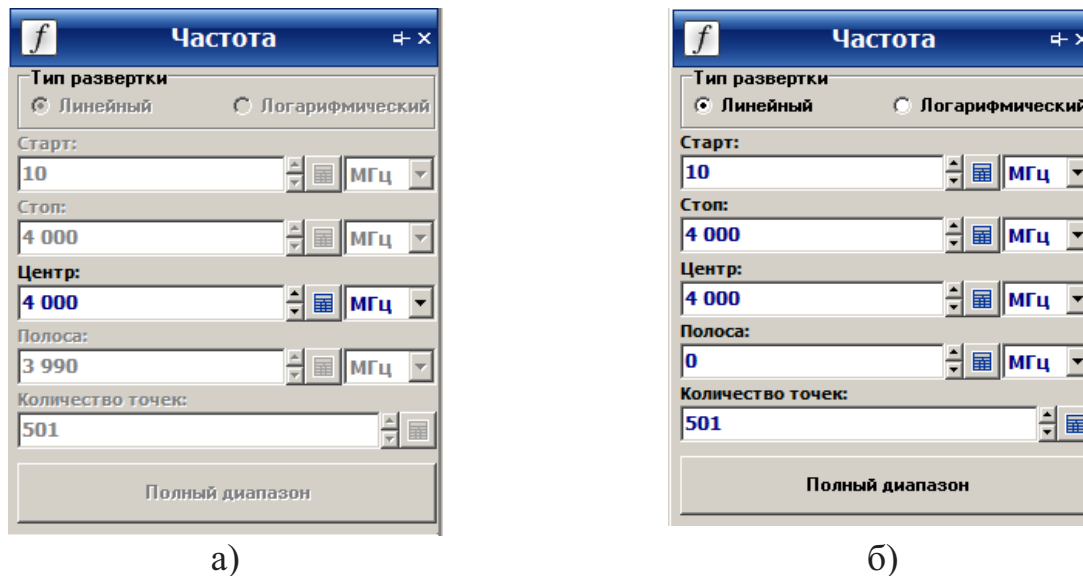 f Частота
Тип развертки
Линейный Логарифмический
Старт:
10 МГц
Стоп:
4 000 МГц
Центр:
4 000 МГц
Полоса:
3 990 МГц
Количество точек:
501
Полный диапазон
а)
f Частота
Тип развертки
Линейный Логарифмический
Старт:
10 МГц
Стоп:
4 000 МГц
Центр:
4 000 МГц
Полоса:
0 МГц
Количество точек:
501
Полный диапазон
б)